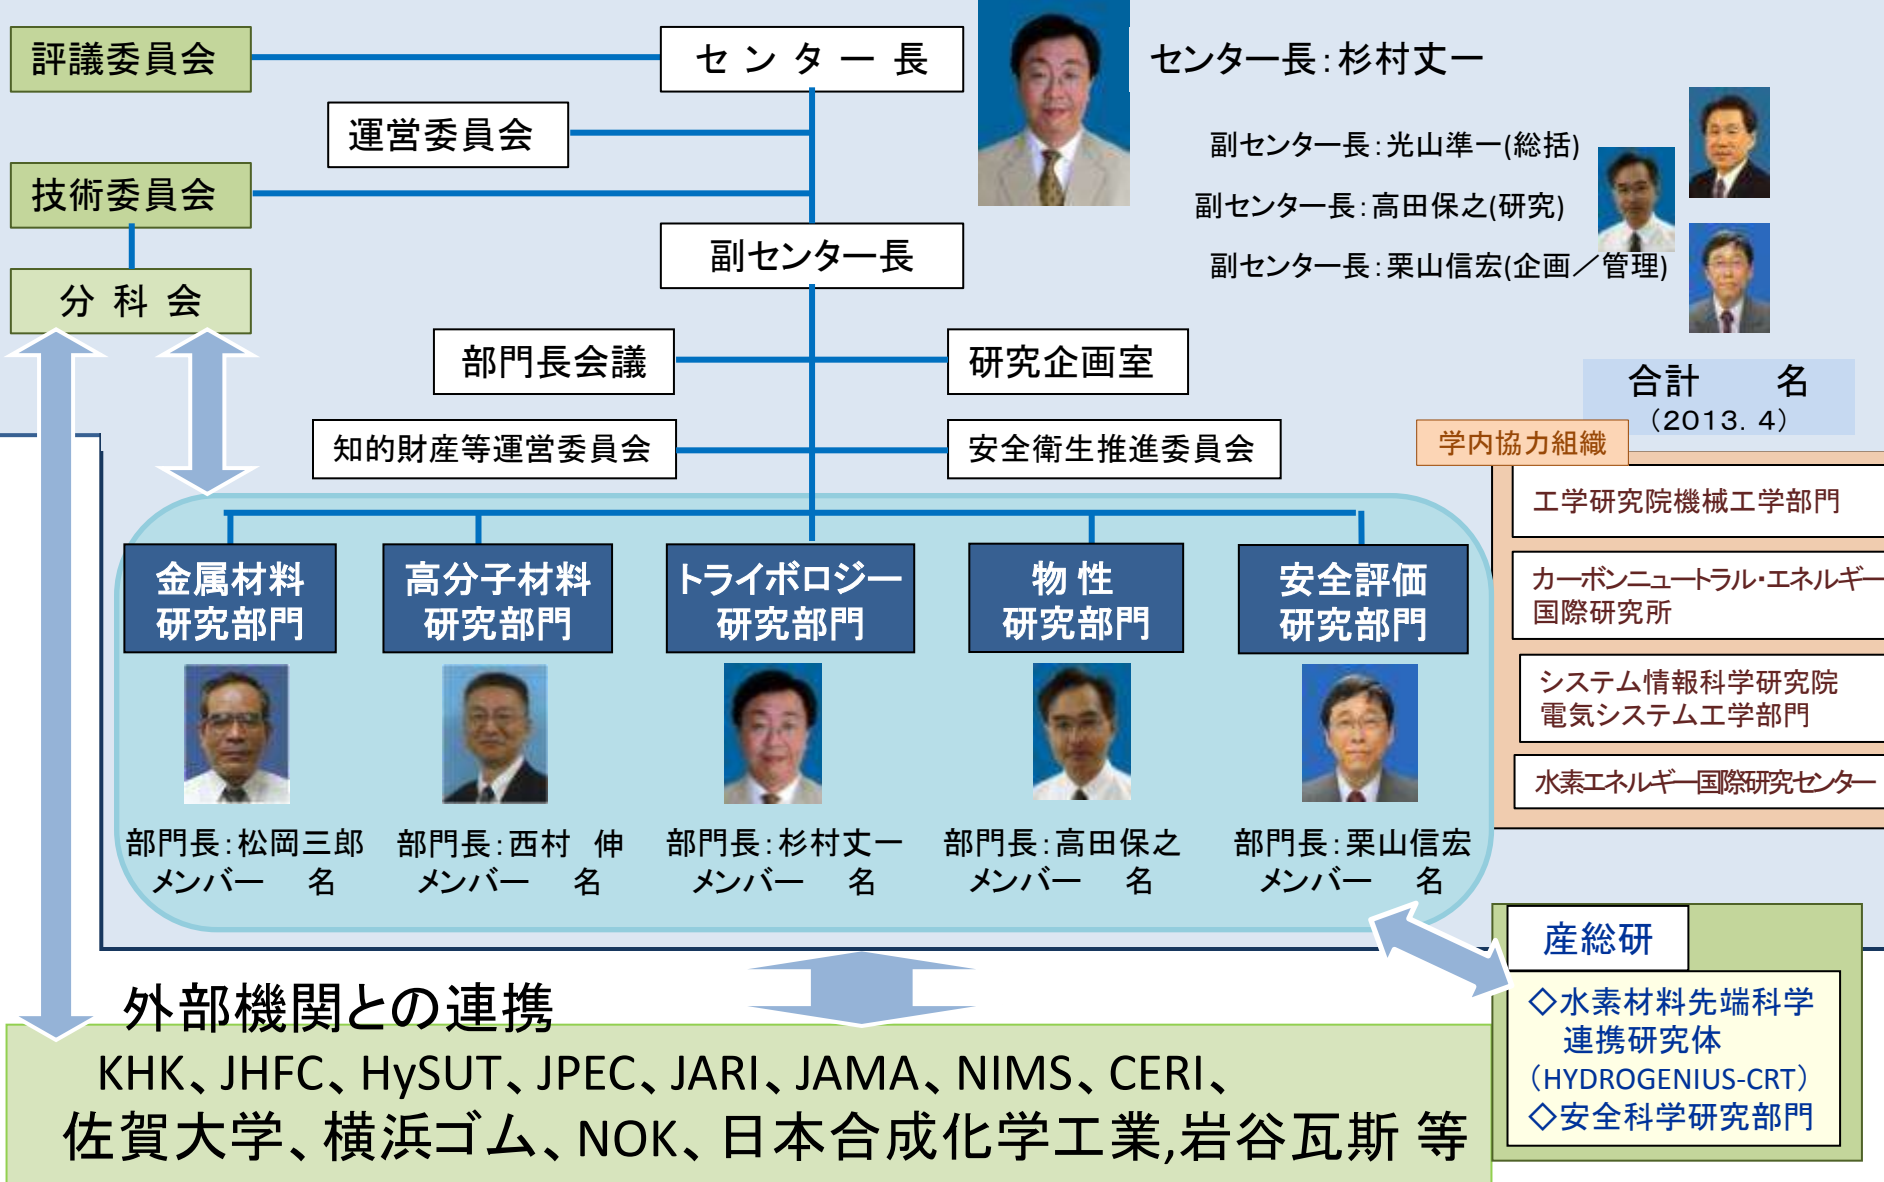 評議委員会
センター長
センター長：杉村丈一
運営委員会
副センター長：光山準一(総括)
技術委員会
副センター長：高田保之(研究)
副センター長
副センター長：栗山信宏(企画／管理)
分科会
部門長会議
研究企画室
合計　　名
（2013．4）
知的財産等運営委員会
安全衛生推進委員会
学内協力組織
工学研究院機械工学部門
カーボンニュートラル・エネルギー
国際研究所
システム情報科学研究院
電気システム工学部門
水素エネルギー国際研究センター
金属材料
研究部門
高分子材料
研究部門
トライボロジー
研究部門
物性
研究部門
安全評価
研究部門
部門長：松岡三郎
メンバー　名
部門長：西村　伸
メンバー　名
部門長：杉村丈一
メンバー　名
部門長：高田保之
メンバー　名
部門長：栗山信宏
メンバー　名
産総研
◇水素材料先端科学
連携研究体
（HYDROGENIUS-CRT）
◇安全科学研究部門
外部機関との連携
KHK、JHFC、HySUT、JPEC、JARI、JAMA、NIMS、CERI、
佐賀大学、横浜ゴム、NOK、日本合成化学工業,岩谷瓦斯 等